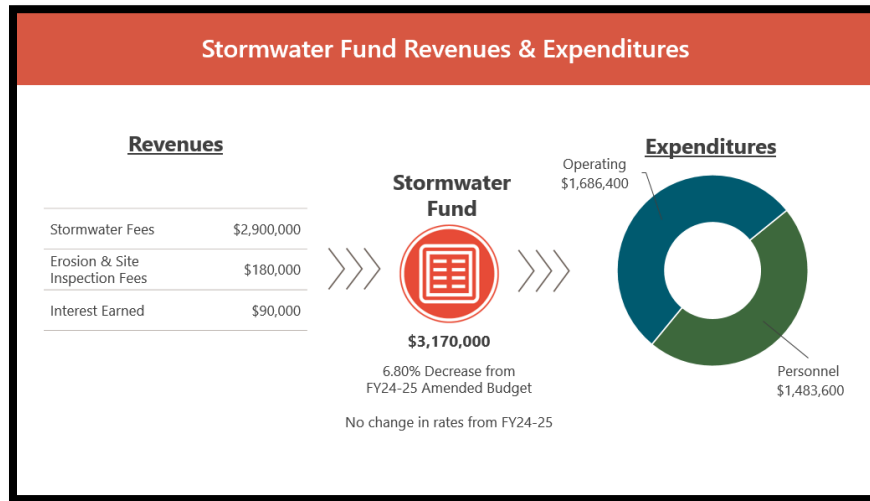 Stormwater Fund Revenues & Expenditures
Revenues
Stormwater Fees $2,900,000
Erosion & Site
Inspection Fees $180,000
Interest Earned $90,000
Stormwater
Fund
$3,170,000
6.80% Decrease from
FY24-25 Amended Budget
No change in rates from FY24-25
Expenditures
Operating
$1,686,400
Personnel
$1,483,600